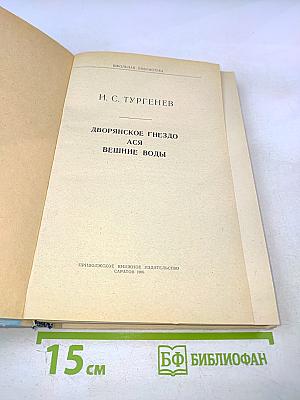 ШКОЛЬНАЯ БИБЛИОТЕКА
И. С. ТУРГЕНЕВ
ДВОРЯНСКОЕ ГНЕЗДО
АСЯ
ВЕШНИЕ ВОДЫ
ПРИВОЛЖСКОЕ КНИЖНОЕ ИЗДАТЕЛЬСТВО
САРАТОВ
15 см
БФ БИБЛИОФАН